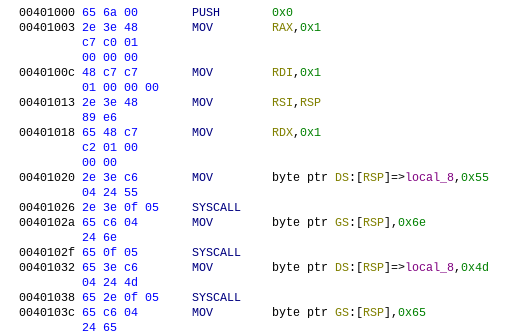 00401000 65 6a 00 PUSH 0x0
00401003 2e 3e 48 MOV RAX,0x1
c7 c0 01
00 00 00
0040100c 48 c7 c7 MOV RDI,0x1
01 00 00 00
00401013 2e 3e 48 MOV RSI,RSP
89 e6
00401018 65 48 c7 MOV RDX,0x1
c2 01 00
00 00
00401020 2e 3e c6 MOV byte ptr DS:[RSP]=>local_8,0x55
04 24 55
00401026 2e 3e 0f 05 SYSCALL
0040102a 65 c6 04 MOV byte ptr GS:[RSP],0x6e
24 6e
0040102f 65 0f 05 SYSCALL
00401032 65 3e c6 MOV byte ptr DS:[RSP]=>local_8,0x4d
04 24 4d
00401038 65 2e 0f 05 SYSCALL
0040103c 65 c6 04 MOV byte ptr GS:[RSP],0x65
24 65